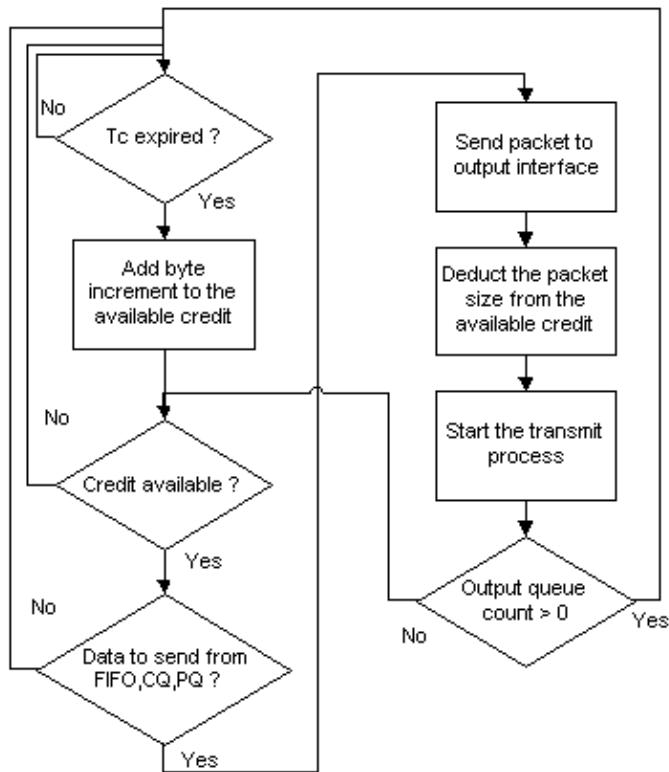 No
Tc expired ?
Yes
Add byte
increment to the
available credit
No
Credit available ?
Yes
No
Data to send from
FIFO,CQ,PQ ?
Yes
Send packet to
output interface
Deduct the packet
size from the
available credit
Start the transmit
process
Output queue
count > 0
No
Yes